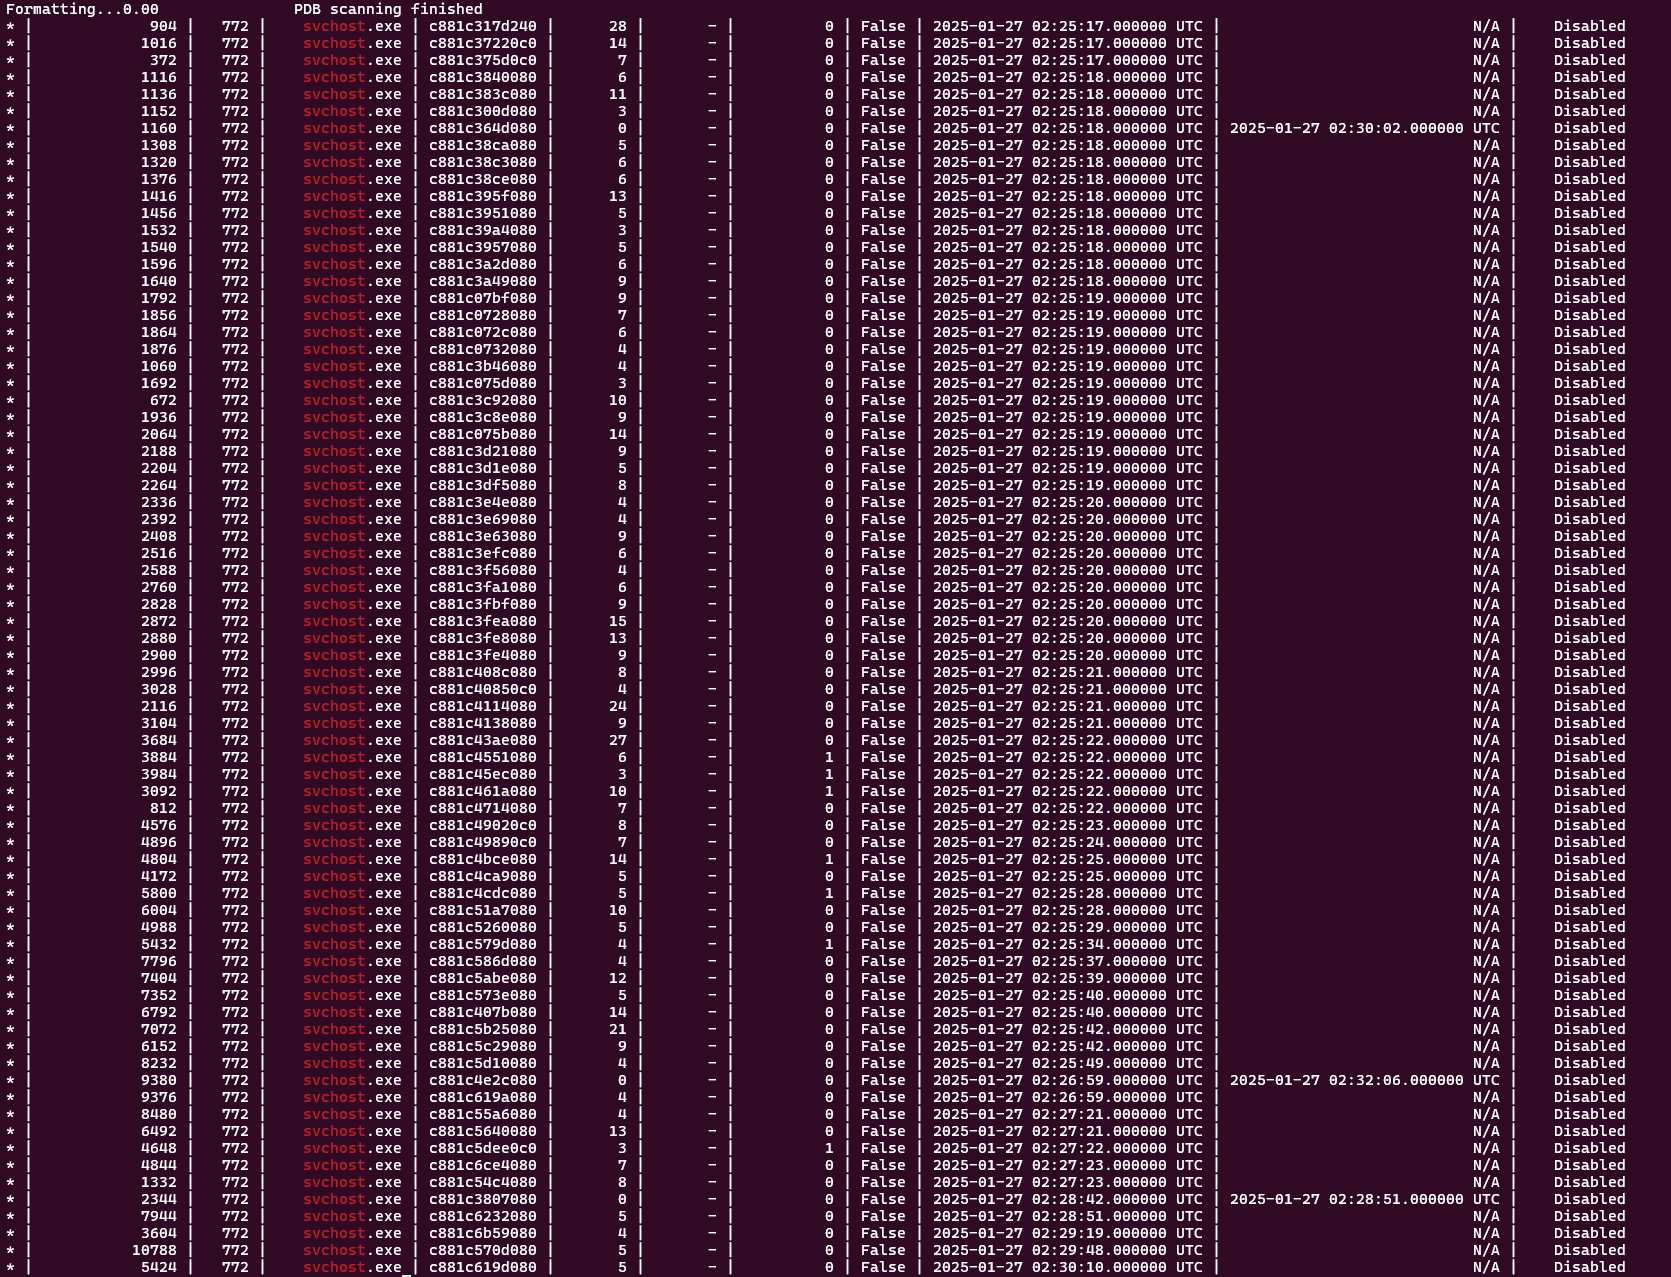 Formatting...0.00 PDB scanning finished
* | 904 | 772 | svchost.exe | c881c317d240 | 28 | - | 0 | False | 2025-01-27 02:25:17.000000 UTC | N/A | Disabled
* | 1016 | 772 | svchost.exe | c881c37220c0 | 14 | - | 0 | False | 2025-01-27 02:25:17.000000 UTC | N/A | Disabled
* | 372 | 772 | svchost.exe | c881c375d0c0 | 7 | - | 0 | False | 2025-01-27 02:25:17.000000 UTC | N/A | Disabled
* | 1116 | 772 | svchost.exe | c881c3840080 | 6 | - | 0 | False | 2025-01-27 02:25:18.000000 UTC | N/A | Disabled
* | 1136 | 772 | svchost.exe | c881c383c080 | 11 | - | 0 | False | 2025-01-27 02:25:18.000000 UTC | N/A | Disabled
* | 1152 | 772 | svchost.exe | c881c300d080 | 3 | - | 0 | False | 2025-01-27 02:25:18.000000 UTC | N/A | Disabled
* | 1160 | 772 | svchost.exe | c881c364d080 | 0 | - | 0 | False | 2025-01-27 02:25:18.000000 UTC | 2025-01-27 02:30:02.000000 UTC | Disabled
* | 1308 | 772 | svchost.exe | c881c38ca080 | 5 | - | 0 | False | 2025-01-27 02:25:18.000000 UTC | N/A | Disabled
* | 1320 | 772 | svchost.exe | c881c38c3080 | 6 | - | 0 | False | 2025-01-27 02:25:18.000000 UTC | N/A | Disabled
* | 1376 | 772 | svchost.exe | c881c38ce080 | 6 | - | 0 | False | 2025-01-27 02:25:18.000000 UTC | N/A | Disabled
* | 1416 | 772 | svchost.exe | c881c395f080 | 13 | - | 0 | False | 2025-01-27 02:25:18.000000 UTC | N/A | Disabled
* | 1456 | 772 | svchost.exe | c881c3951080 | 5 | - | 0 | False | 2025-01-27 02:25:18.000000 UTC | N/A | Disabled
* | 1532 | 772 | svchost.exe | c881c39a4080 | 3 | - | 0 | False | 2025-01-27 02:25:18.000000 UTC | N/A | Disabled
* | 1540 | 772 | svchost.exe | c881c3957080 | 5 | - | 0 | False | 2025-01-27 02:25:18.000000 UTC | N/A | Disabled
* | 1596 | 772 | svchost.exe | c881c3a2d080 | 6 | - | 0 | False | 2025-01-27 02:25:18.000000 UTC | N/A | Disabled
* | 1640 | 772 | svchost.exe | c881c3a49080 | 9 | - | 0 | False | 2025-01-27 02:25:18.000000 UTC | N/A | Disabled
* | 1792 | 772 | svchost.exe | c881c07bf080 | 9 | - | 0 | False | 2025-01-27 02:25:19.000000 UTC | N/A | Disabled
* | 1856 | 772 | svchost.exe | c881c0728080 | 7 | - | 0 | False | 2025-01-27 02:25:19.000000 UTC | N/A | Disabled
* | 1864 | 772 | svchost.exe | c881c072c080 | 6 | - | 0 | False | 2025-01-27 02:25:19.000000 UTC | N/A | Disabled
* | 1876 | 772 | svchost.exe | c881c0732080 | 4 | - | 0 | False | 2025-01-27 02:25:19.000000 UTC | N/A | Disabled
* | 1060 | 772 | svchost.exe | c881c3b46080 | 4 | - | 0 | False | 2025-01-27 02:25:19.000000 UTC | N/A | Disabled
* | 1692 | 772 | svchost.exe | c881c075d080 | 3 | - | 0 | False | 2025-01-27 02:25:19.000000 UTC | N/A | Disabled
* | 672 | 772 | svchost.exe | c881c3c92080 | 10 | - | 0 | False | 2025-01-27 02:25:19.000000 UTC | N/A | Disabled
* | 1936 | 772 | svchost.exe | c881c3c8e080 | 9 | - | 0 | False | 2025-01-27 02:25:19.000000 UTC | N/A | Disabled
* | 2064 | 772 | svchost.exe | c881c075b080 | 14 | - | 0 | False | 2025-01-27 02:25:19.000000 UTC | N/A | Disabled
* | 2188 | 772 | svchost.exe | c881c3d21080 | 9 | - | 0 | False | 2025-01-27 02:25:19.000000 UTC | N/A | Disabled
* | 2204 | 772 | svchost.exe | c881c3d1e080 | 5 | - | 0 | False | 2025-01-27 02:25:19.000000 UTC | N/A | Disabled
* | 2264 | 772 | svchost.exe | c881c3df5080 | 8 | - | 0 | False | 2025-01-27 02:25:19.000000 UTC | N/A | Disabled
* | 2336 | 772 | svchost.exe | c881c3e4e080 | 4 | - | 0 | False | 2025-01-27 02:25:20.000000 UTC | N/A | Disabled
* | 2392 | 772 | svchost.exe | c881c3e69080 | 4 | - | 0 | False | 2025-01-27 02:25:20.000000 UTC | N/A | Disabled
* | 2408 | 772 | svchost.exe | c881c3e63080 | 9 | - | 0 | False | 2025-01-27 02:25:20.000000 UTC | N/A | Disabled
* | 2516 | 772 | svchost.exe | c881c3efc080 | 6 | - | 0 | False | 2025-01-27 02:25:20.000000 UTC | N/A | Disabled
* | 2588 | 772 | svchost.exe | c881c3f56080 | 4 | - | 0 | False | 2025-01-27 02:25:20.000000 UTC | N/A | Disabled
* | 2760 | 772 | svchost.exe | c881c3fa1080 | 6 | - | 0 | False | 2025-01-27 02:25:20.000000 UTC | N/A | Disabled
* | 2828 | 772 | svchost.exe | c881c3fbf080 | 9 | - | 0 | False | 2025-01-27 02:25:20.000000 UTC | N/A | Disabled
* | 2872 | 772 | svchost.exe | c881c3fea080 | 15 | - | 0 | False | 2025-01-27 02:25:20.000000 UTC | N/A | Disabled
* | 2880 | 772 | svchost.exe | c881c3fe8080 | 13 | - | 0 | False | 2025-01-27 02:25:20.000000 UTC | N/A | Disabled
* | 2900 | 772 | svchost.exe | c881c3fe4080 | 9 | - | 0 | False | 2025-01-27 02:25:20.000000 UTC | N/A | Disabled
* | 2996 | 772 | svchost.exe | c881c408c080 | 8 | - | 0 | False | 2025-01-27 02:25:21.000000 UTC | N/A | Disabled
* | 3028 | 772 | svchost.exe | c881c40850c0 | 4 | - | 0 | False | 2025-01-27 02:25:21.000000 UTC | N/A | Disabled
* | 2116 | 772 | svchost.exe | c881c4114080 | 24 | - | 0 | False | 2025-01-27 02:25:21.000000 UTC | N/A | Disabled
* | 3104 | 772 | svchost.exe | c881c4138080 | 9 | - | 0 | False | 2025-01-27 02:25:21.000000 UTC | N/A | Disabled
* | 3684 | 772 | svchost.exe | c881c43ae080 | 27 | - | 0 | False | 2025-01-27 02:25:22.000000 UTC | N/A | Disabled
* | 3884 | 772 | svchost.exe | c881c4551080 | 6 | - | 1 | False | 2025-01-27 02:25:22.000000 UTC | N/A | Disabled
* | 3984 | 772 | svchost.exe | c881c45ec080 | 3 | - | 1 | False | 2025-01-27 02:25:22.000000 UTC | N/A | Disabled
* | 3092 | 772 | svchost.exe | c881c461a080 | 10 | - | 1 | False | 2025-01-27 02:25:22.000000 UTC | N/A | Disabled
* | 812 | 772 | svchost.exe | c881c4714080 | 7 | - | 0 | False | 2025-01-27 02:25:22.000000 UTC | N/A | Disabled
* | 4576 | 772 | svchost.exe | c881c49020c0 | 8 | - | 0 | False | 2025-01-27 02:25:23.000000 UTC | N/A | Disabled
* | 4896 | 772 | svchost.exe | c881c49890c0 | 7 | - | 0 | False | 2025-01-27 02:25:24.000000 UTC | N/A | Disabled
* | 4804 | 772 | svchost.exe | c881c4bce080 | 14 | - | 1 | False | 2025-01-27 02:25:25.000000 UTC | N/A | Disabled
* | 4172 | 772 | svchost.exe | c881c4ca9080 | 5 | - | 0 | False | 2025-01-27 02:25:25.000000 UTC | N/A | Disabled
* | 5800 | 772 | svchost.exe | c881c4cdc080 | 5 | - | 1 | False | 2025-01-27 02:25:28.000000 UTC | N/A | Disabled
* | 6004 | 772 | svchost.exe | c881c51a7080 | 10 | - | 0 | False | 2025-01-27 02:25:28.000000 UTC | N/A | Disabled
* | 4988 | 772 | svchost.exe | c881c5260080 | 5 | - | 0 | False | 2025-01-27 02:25:29.000000 UTC | N/A | Disabled
* | 5432 | 772 | svchost.exe | c881c579d080 | 4 | - | 1 | False | 2025-01-27 02:25:34.000000 UTC | N/A | Disabled
* | 7796 | 772 | svchost.exe | c881c586d080 | 4 | - | 0 | False | 2025-01-27 02:25:37.000000 UTC | N/A | Disabled
* | 7404 | 772 | svchost.exe | c881c5abe080 | 12 | - | 0 | False | 2025-01-27 02:25:39.000000 UTC | N/A | Disabled
* | 7352 | 772 | svchost.exe | c881c573e080 | 5 | - | 0 | False | 2025-01-27 02:25:40.000000 UTC | N/A | Disabled
* | 6792 | 772 | svchost.exe | c881c407b080 | 14 | - | 0 | False | 2025-01-27 02:25:40.000000 UTC | N/A | Disabled
* | 7072 | 772 | svchost.exe | c881c5b25080 | 21 | - | 0 | False | 2025-01-27 02:25:42.000000 UTC | N/A | Disabled
* | 6152 | 772 | svchost.exe | c881c5c29080 | 9 | - | 0 | False | 2025-01-27 02:25:42.000000 UTC | N/A | Disabled
* | 8232 | 772 | svchost.exe | c881c5d10080 | 4 | - | 0 | False | 2025-01-27 02:25:49.000000 UTC | N/A | Disabled
* | 9380 | 772 | svchost.exe | c881c4e2c080 | 0 | - | 0 | False | 2025-01-27 02:26:59.000000 UTC | 2025-01-27 02:32:06.000000 UTC | Disabled
* | 9376 | 772 | svchost.exe | c881c619a080 | 4 | - | 0 | False | 2025-01-27 02:26:59.000000 UTC | N/A | Disabled
* | 8480 | 772 | svchost.exe | c881c55a6080 | 4 | - | 0 | False | 2025-01-27 02:27:21.000000 UTC | N/A | Disabled
* | 6492 | 772 | svchost.exe | c881c5640080 | 13 | - | 0 | False | 2025-01-27 02:27:21.000000 UTC | N/A | Disabled
* | 4648 | 772 | svchost.exe | c881c5dee0c0 | 3 | - | 1 | False | 2025-01-27 02:27:22.000000 UTC | N/A | Disabled
* | 4844 | 772 | svchost.exe | c881c6ce4080 | 7 | - | 0 | False | 2025-01-27 02:27:23.000000 UTC | N/A | Disabled
* | 1332 | 772 | svchost.exe | c881c54c4080 | 8 | - | 0 | False | 2025-01-27 02:27:23.000000 UTC | N/A | Disabled
* | 2344 | 772 | svchost.exe | c881c3807080 | 0 | - | 0 | False | 2025-01-27 02:28:42.000000 UTC | 2025-01-27 02:28:51.000000 UTC | Disabled
* | 7944 | 772 | svchost.exe | c881c6232080 | 5 | - | 0 | False | 2025-01-27 02:28:51.000000 UTC | N/A | Disabled
* | 3604 | 772 | svchost.exe | c881c6b59080 | 4 | - | 0 | False | 2025-01-27 02:29:19.000000 UTC | N/A | Disabled
* | 10788 | 772 | svchost.exe | c881c570d080 | 5 | - | 0 | False | 2025-01-27 02:29:48.000000 UTC | N/A | Disabled
* | 5424 | 772 | svchost.exe | c881c619d080 | 5 | - | 0 | False | 2025-01-27 02:30:10.000000 UTC | N/A | Disabled